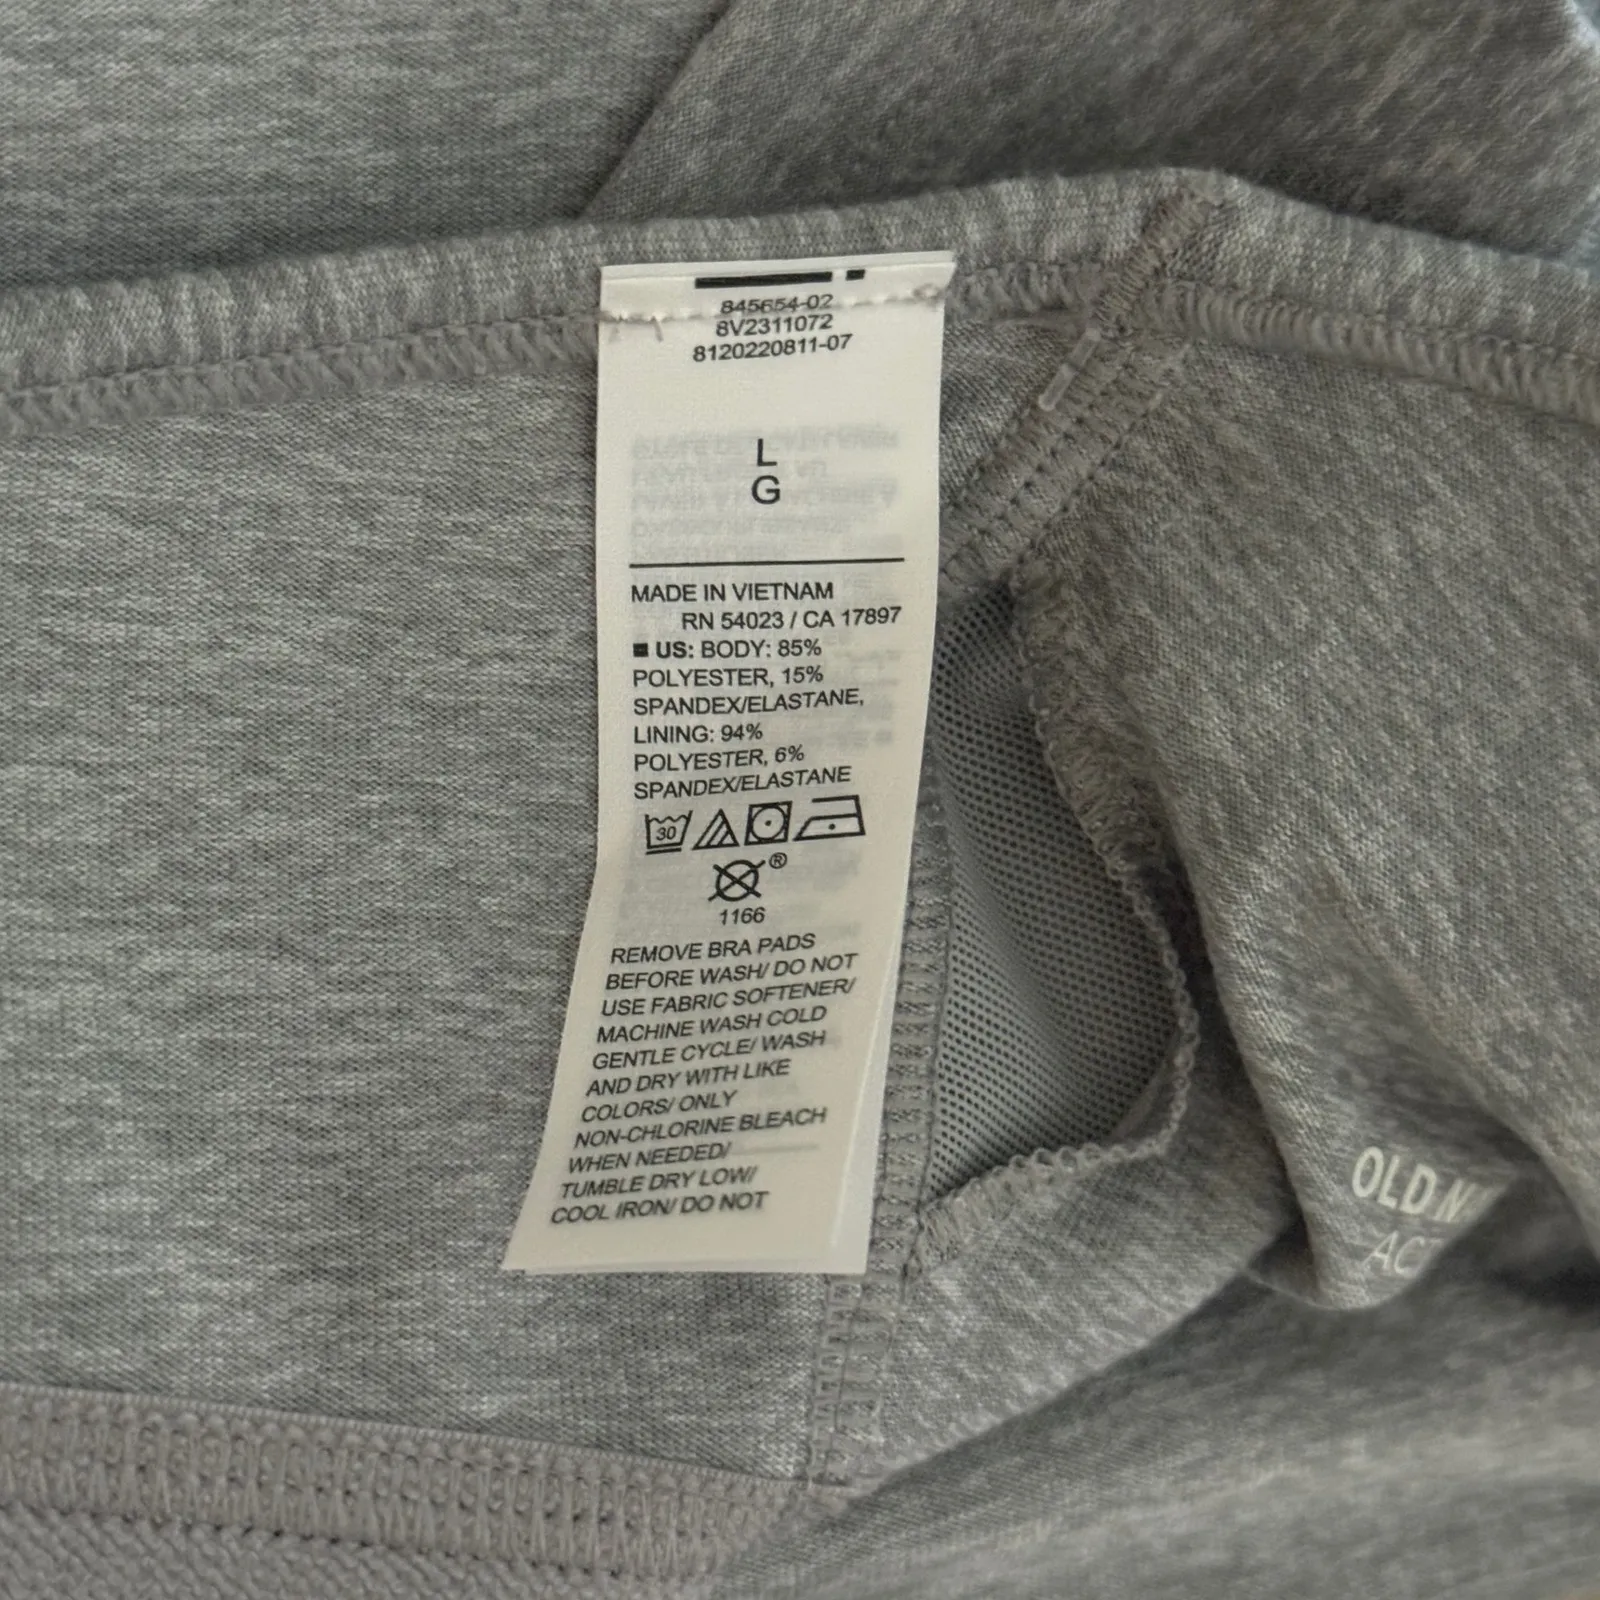 845654-02
8V2311072
8120220811-07
L
G
MADE IN VIETNAM
RN 54023 / CA 17897
US: BODY: 85%
POLYESTER, 15%
SPANDEX/ELASTANE,
LINING: 94%
POLYESTER, 6%
SPANDEX/ELASTANE
30
®
1166
REMOVE BRA PADS
BEFORE WASH/ DO NOT
USE FABRIC SOFTENER/
MACHINE WASH COLD
GENTLE CYCLE/ WASH
AND DRY WITH LIKE
COLORS/ ONLY
NON-CHLORINE BLEACH
WHEN NEEDED/
TUMBLE DRY LOW/
COOL IRON/ DO NOT
OLD
ACT